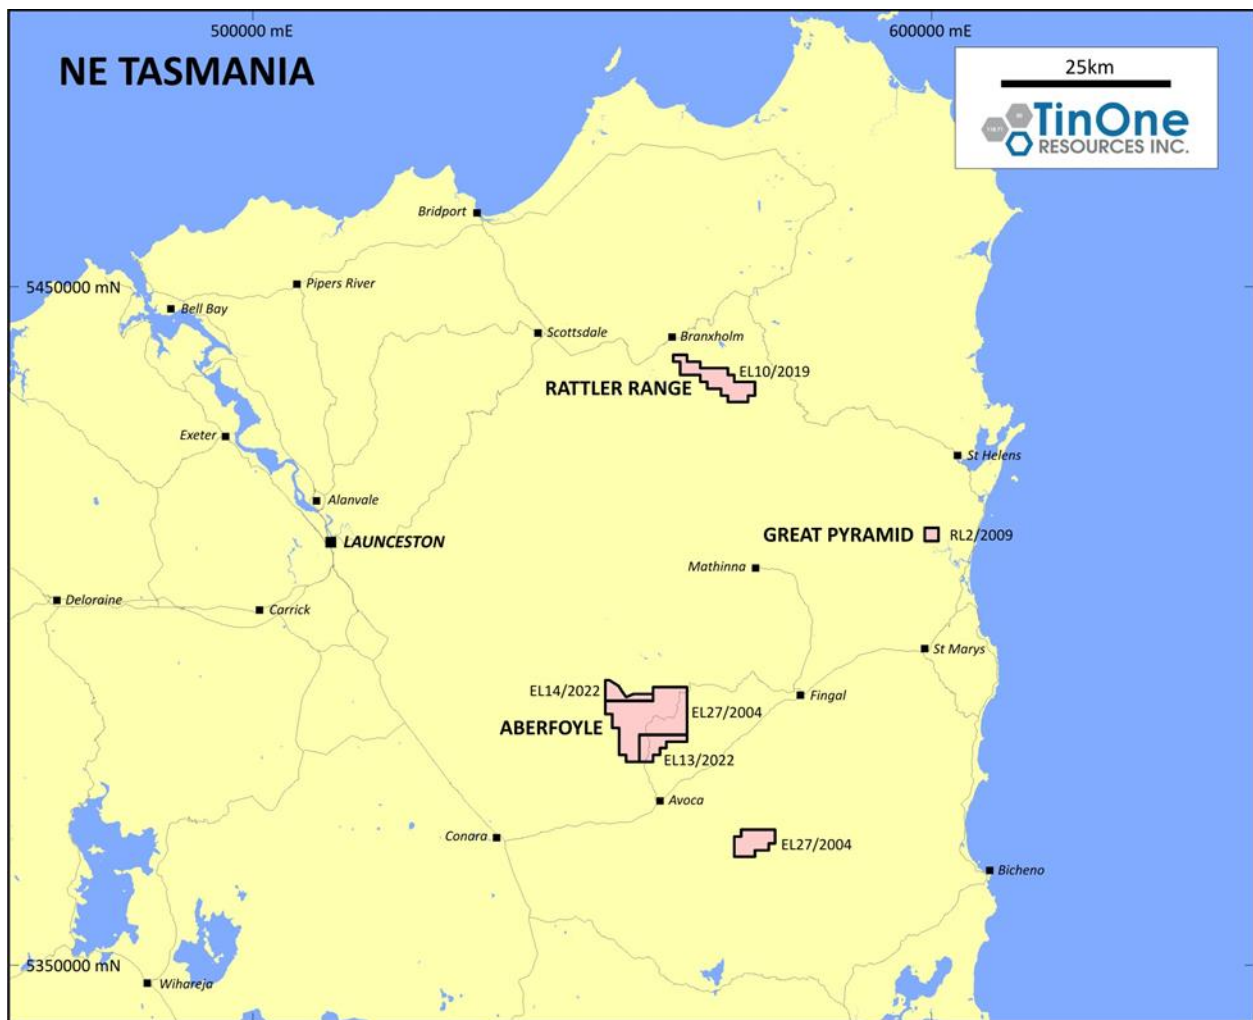 500000 mE
600000 mE
NE TASMANIA
25km
TinOne
RESOURCES INC.
Bridport
5450000 mN
Pipers River
Bell Bay
Scottsdale
Branxholm
EL10/2019
RATTLER RANGE
Exeter
St Helens
Alanvale
GREAT PYRAMID
RL2/2009
LAUNCESTON
Mathinna
Deloraine
Carrick
St Marys
EL14/2022
Fingal
EL27/2004
ABERFOYLE
EL13/2022
Avoca
Conara
EL27/2004
Bicheno
5350000 mN
Wihareja